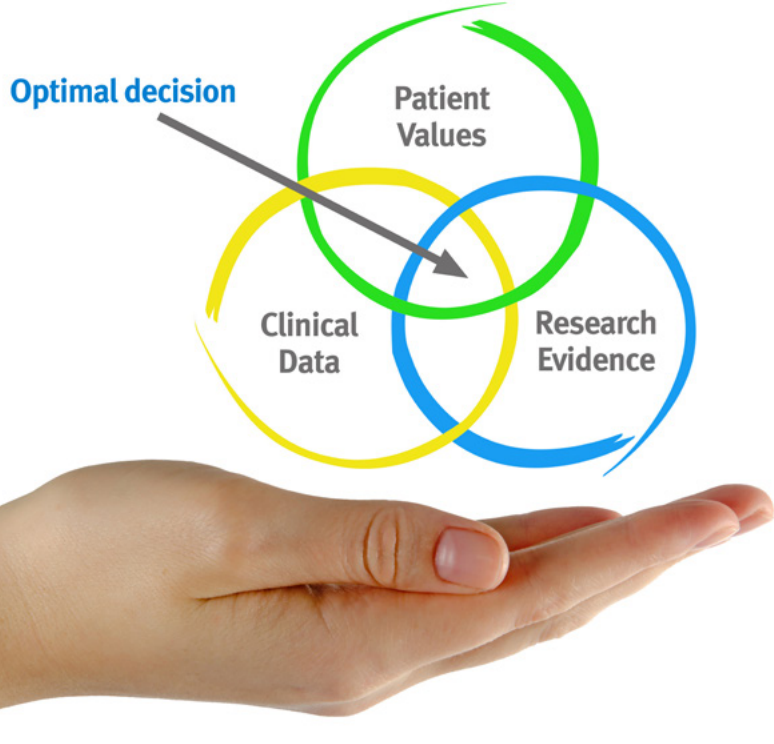 Optimal decision
Patient
Values
Clinical
Data
Research
Evidence